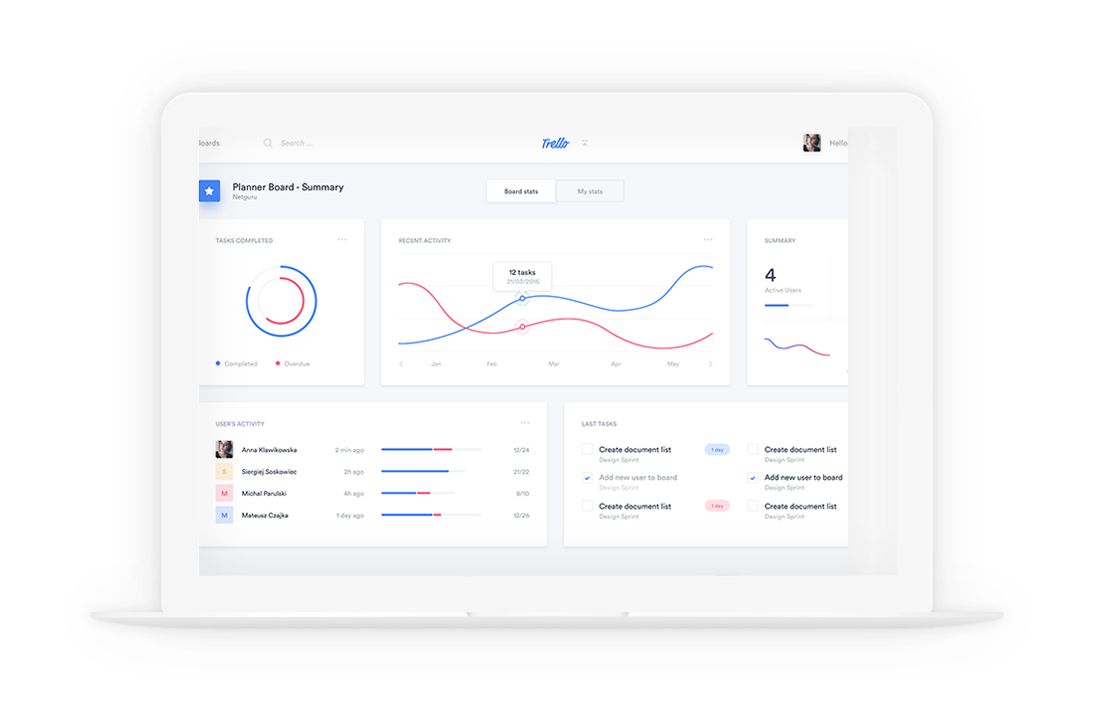 loards
Search ...
Trello
Hello
Planner Board - Summary
Netguru
Board stats
My stats
TASKS COMPLETED
Completed
Overdue
RECENT ACTIVITY
12 tasks
21/03/2016
Jan
Feb
Mar
Apr
May
SUMMARY
4
Active Users
USER'S ACTIVITY
Anna Klawikowska
2 min ago
12/24
S
Siergiej Soskowiec
2h ago
21/22
M
Michal Parulski
4h ago
8/10
M
Mateusz Czajka
1 day ago
12/26
LAST TASKS
Create document list
Design Sprint
1 day
Add new user to board
Design Sprint
Create document list
Design Sprint
1 day
Create document list
Design Sprint
Add new user to board
Design Sprint
Create document list
Design Sprint